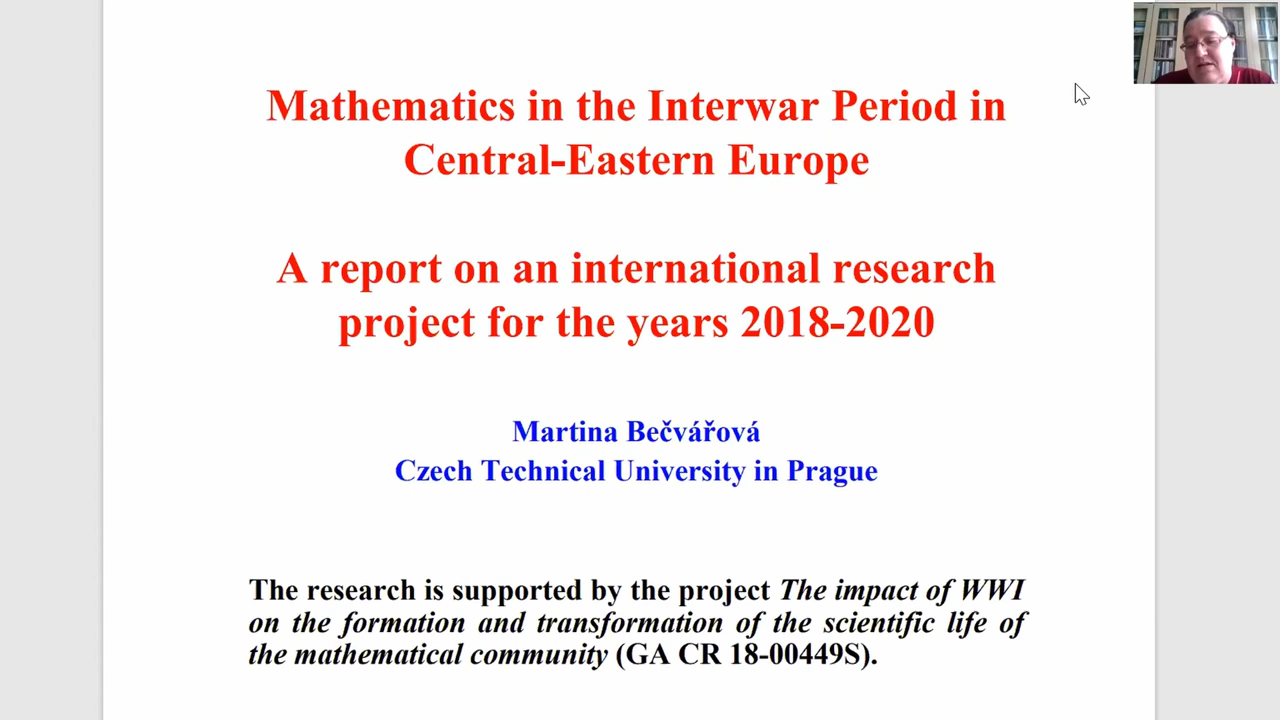 Mathematics in the Interwar Period in
Central-Eastern Europe
A report on an international research
project for the years 2018-2020
Martina Bečvářová
Czech Technical University in Prague
The research is supported by the project The impact of WWI
on the formation and transformation of the scientific life of
the mathematical community (GA CR 18-00449S).